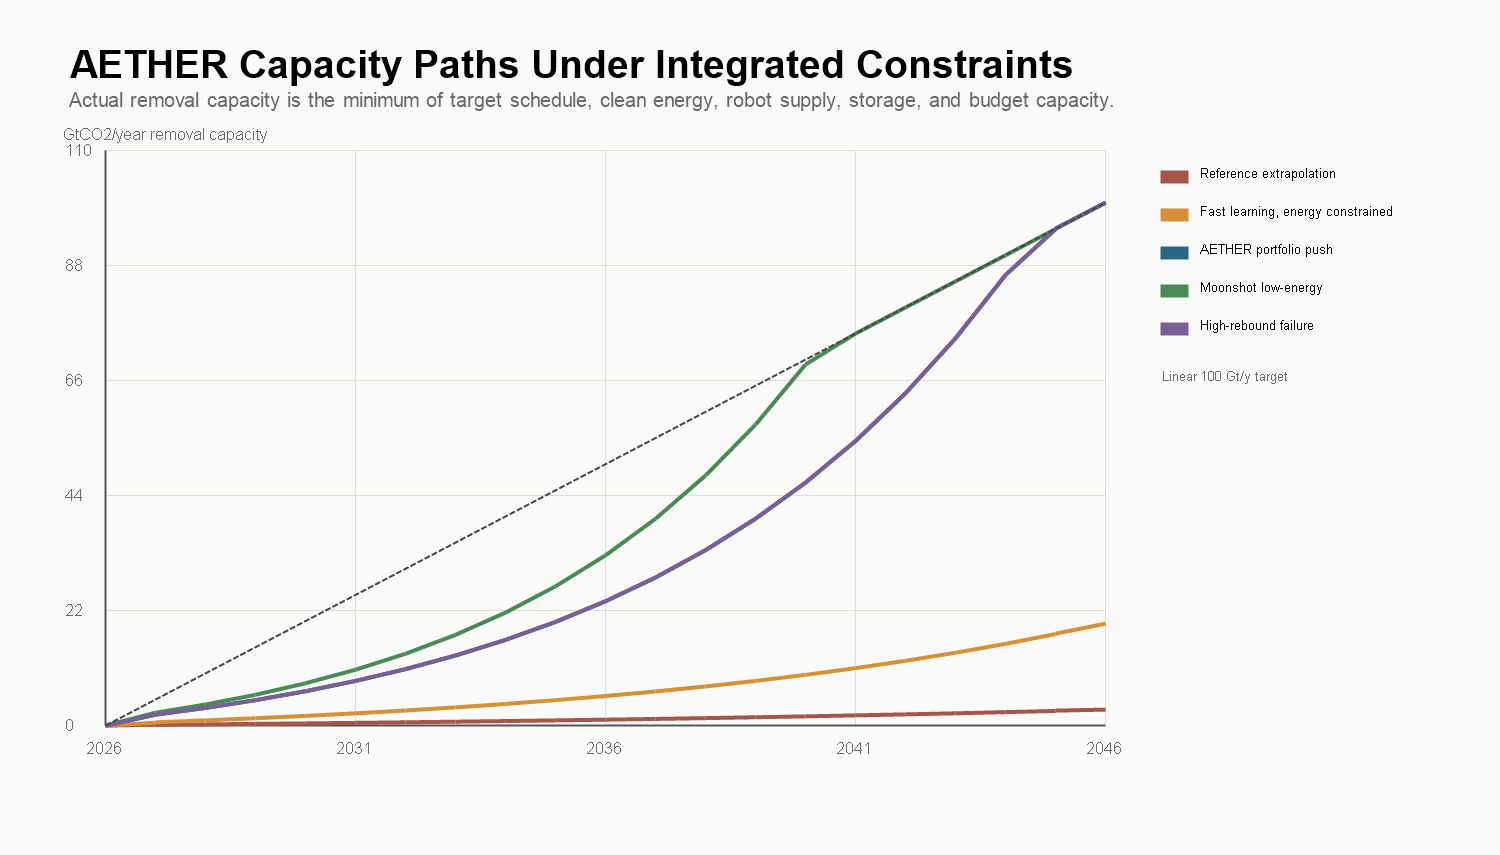 AETHER Capacity Paths Under Integrated Constraints
Actual removal capacity is the minimum of target schedule, clean energy, robot supply, storage, and budget capacity.
GtCO2/year removal capacity
110
88
66
44
22
0
2026
2031
2036
2041
2046
Reference extrapolation
Fast learning, energy constrained
AETHER portfolio push
Moonshot low-energy
High-rebound failure
Linear 100 Gt/y target